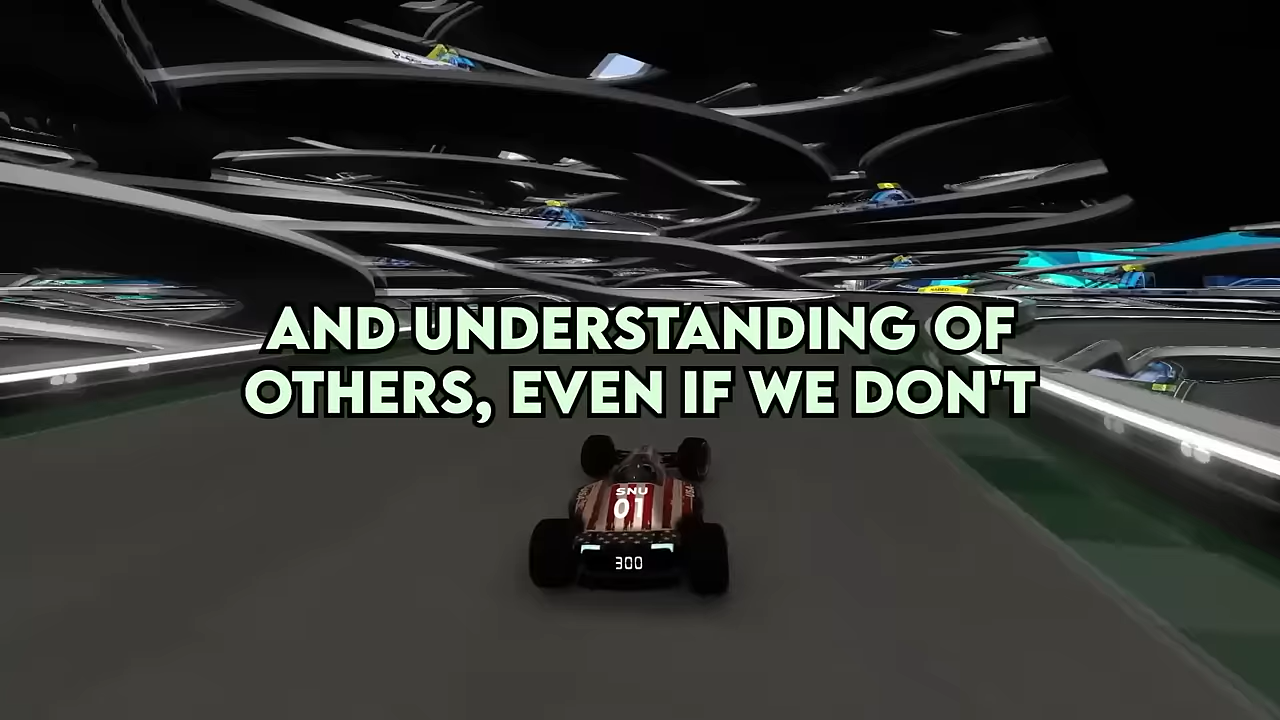 AND UNDERSTANDING OF
OTHERS, EVEN IF WE DON'T
SNU
01
300